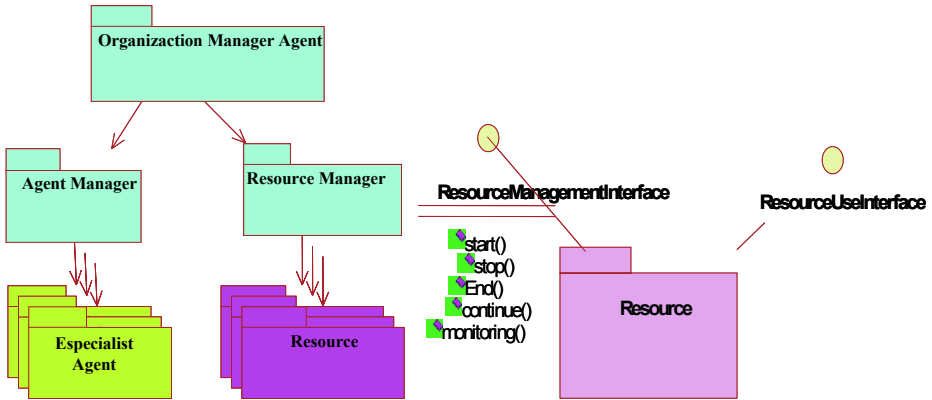 Organizaction Manager Agent
Agent Manager
Resource Manager
Especialist
Agent
Resource
ResourceManagementInterface
start()
stop()
End()
continue()
monitoring()
ResourceUseInterface
Resource